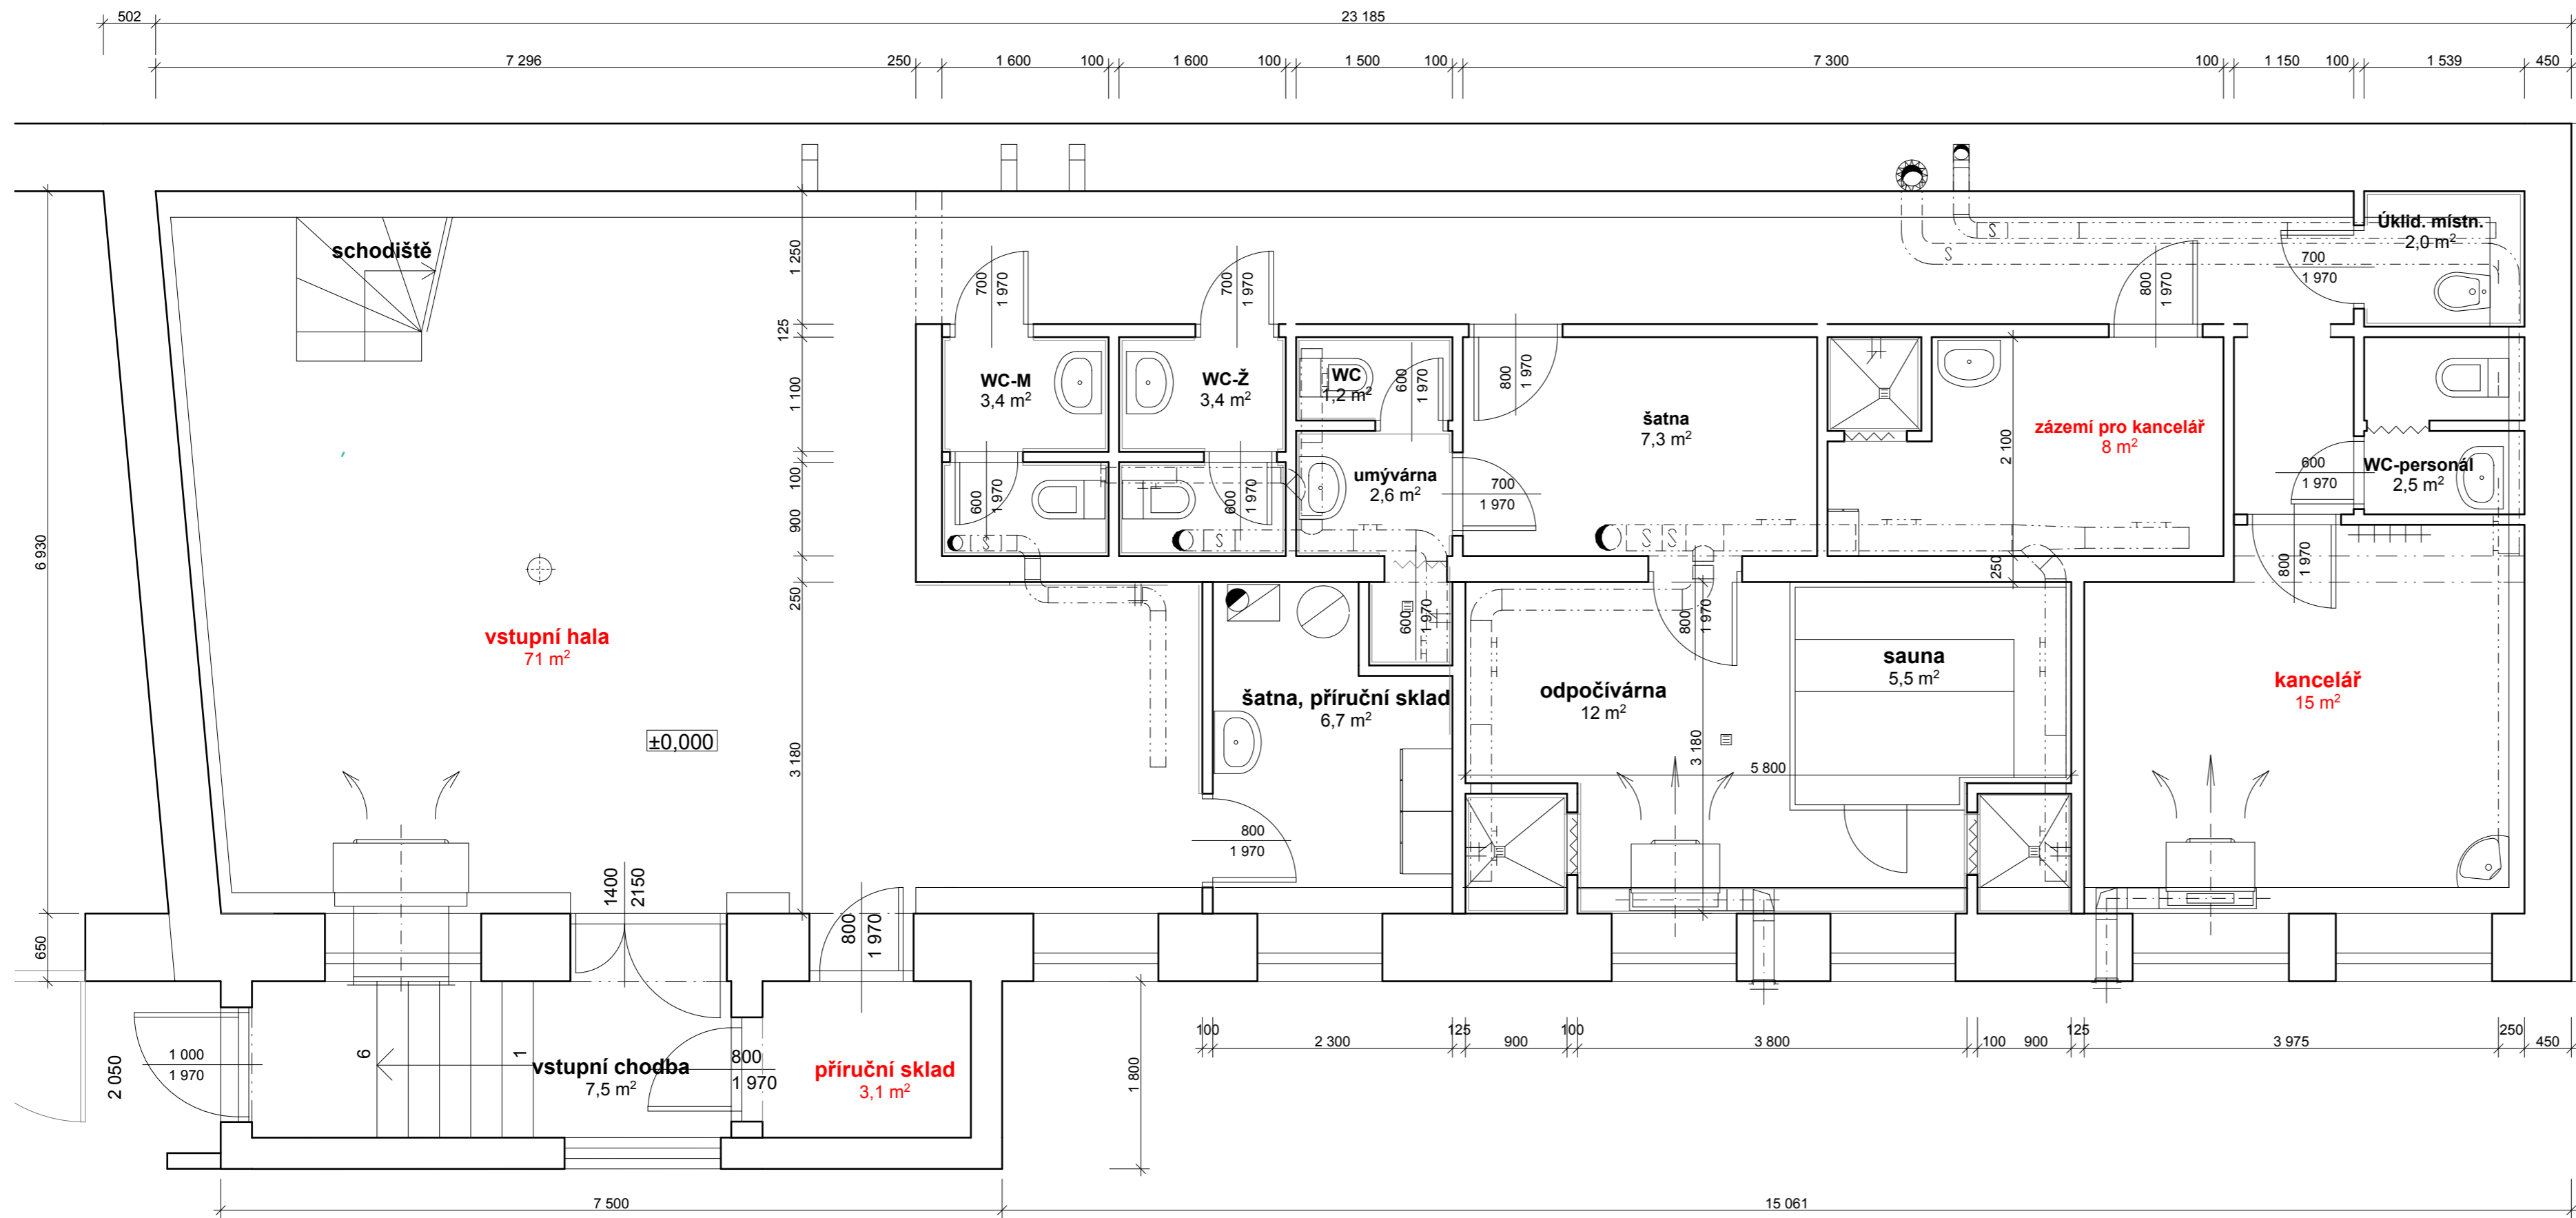 502
23 185
7 296
250
1 600
100
1 600
100
1 500
100
7 300
100
1 150
100
1 539
450
schodiště
1 250
125
1 100
100
900
250
3 180
6 930
650
700
1 970
700
1 970
WC-M
3,4 m²
WC-Ž
3,4 m²
WC
1,2 m²
600
1 970
800
1 970
šatna
7,3 m²
800
1 970
Úklid. místn.
2,0 m²
700
1 970
zázemí pro kancelář
8 m²
2 100
250
600
1 970
WC-personál
2,5 m²
umývárna
2,6 m²
700
1 970
600
1 970
600
1 970
S
S
S
S
S
S
vstupní hala
71 m²
±0,000
600
1 970
800
1 970
800
1 970
šatna, příruční sklad
6,7 m²
odpočívárna
12 m²
sauna
5,5 m²
kancelář
15 m²
3 180
5 800
800
1 970
1400
2150
800
1 970
2 050
1 000
1 970
6
1
vstupní chodba
7,5 m²
800
1 970
příruční sklad
3,1 m²
1 800
100
2 300
125
900
100
3 800
100
900
125
3 975
250
450
7 500
15 061